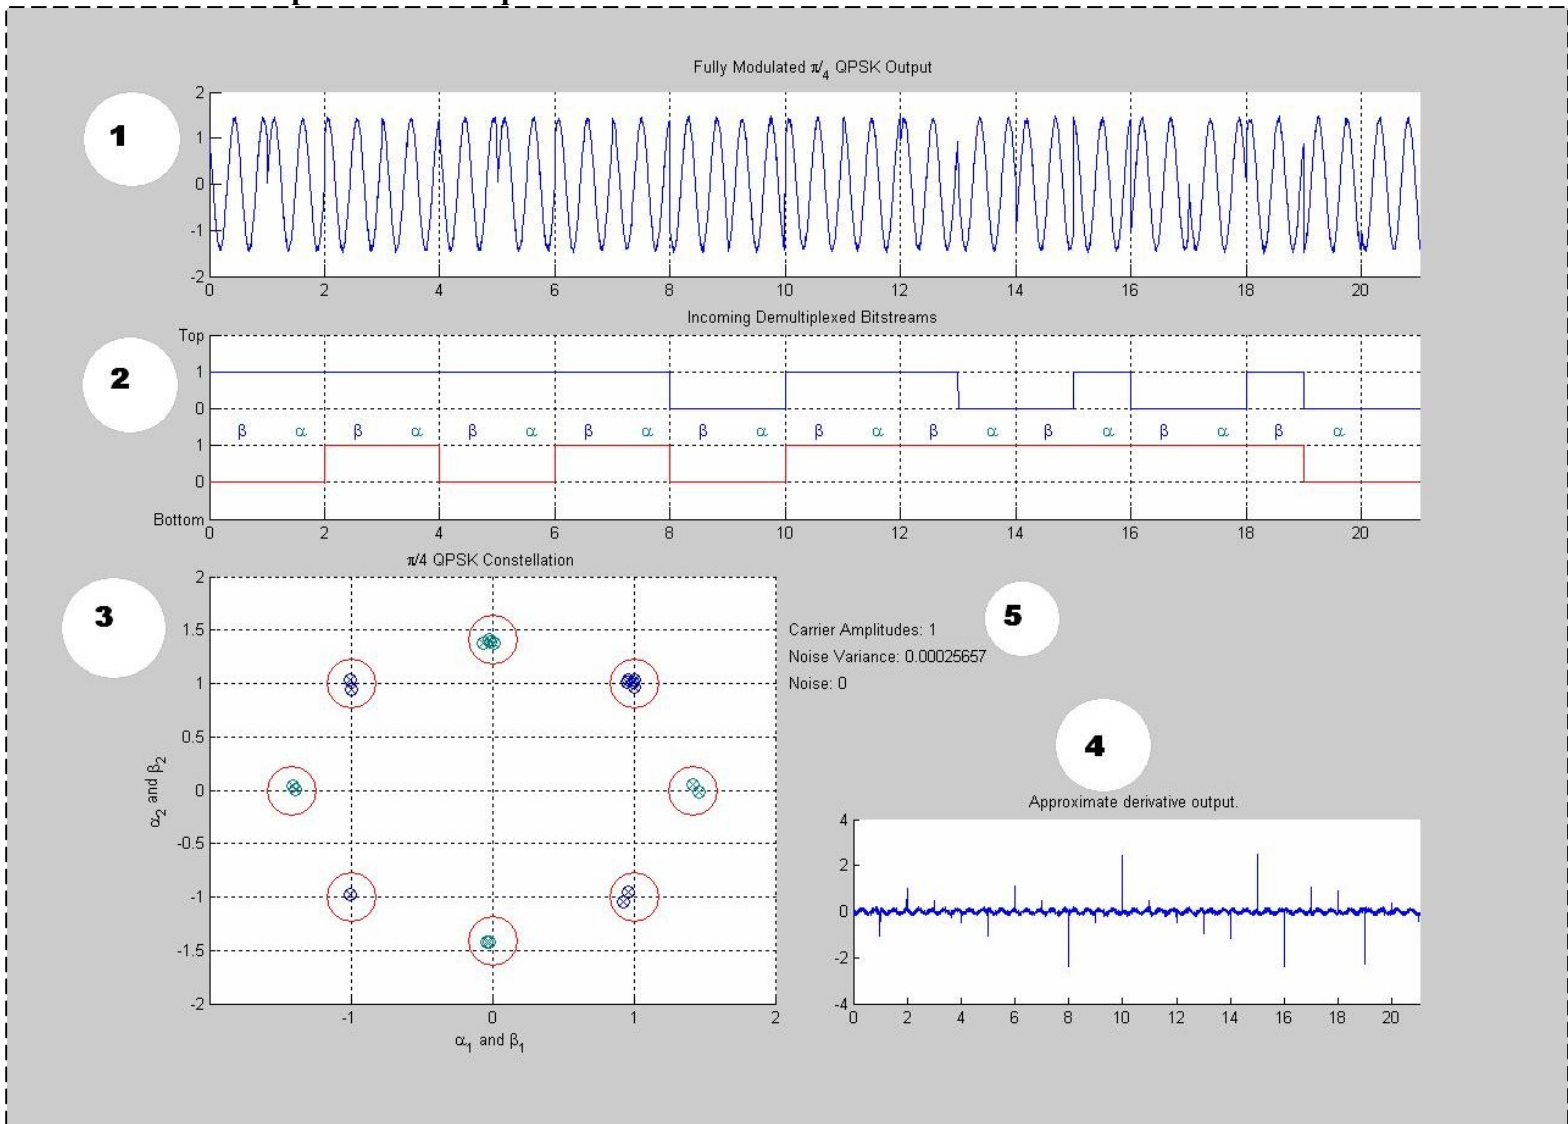 Fully Modulated π/4 QPSK Output
1
2
1
0
-1
-2
0 2 4 6 8 10 12 14 16 18 20
Incoming Demultiplexed Bitstreams
2
Top
1
0
β α β α β α β α β α β α β α β α β α β α
1
0
Bottom
0 2 4 6 8 10 12 14 16 18 20
π/4 QPSK Constellation
3
2
1.5
1
0.5
0
-0.5
-1
-1.5
-2
-1 0 1 2
α2 and β2
α1 and β1
5
Carrier Amplitudes: 1
Noise Variance: 0.00025657
Noise: 0
4
Approximate derivative output.
4
2
0
-2
-4
0 2 4 6 8 10 12 14 16 18 20